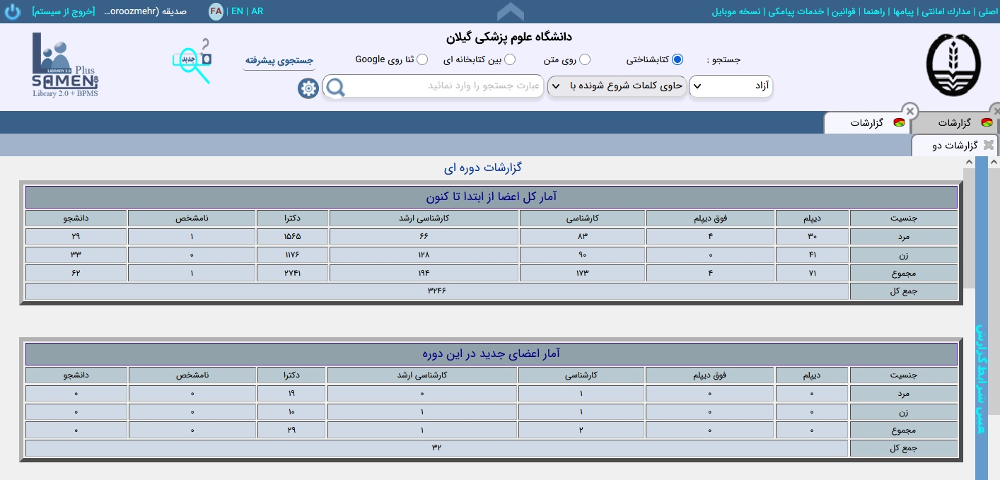 اصلی | مدارك امانتی | پیامها | راهنما | قوانین | خدمات پیامکی | نسخه موبایل
FA | EN | AR
صدیقه (oroozmehr...
[خروج از سیستم]
دانشگاه علوم پزشکی گیلان
جستجو : کتابشناختی روی متن بین کتابخانه ای ثنا روی Google جستجوی پیشرفته
آزاد حاوی کلمات شروع شونده با عبارت جستجو را وارد نمائید
جدید
LIBRARY 2.0 Plus
SAMEN
Library 2.0 + BPMS
گزارشات
گزارشات
گزارشات دو
گزارشات دوره ای
آمار کل اعضا از ابتدا تا کنون
جنسیت دیپلم فوق دیپلم کارشناسی کارشناسی ارشد دکترا نامشخص دانشجو
مرد ۳۰ ۴ ۸۳ ۶۶ ۱۵۶۵ ۱ ۲۹
زن ۴۱ ۰ ۹۰ ۱۲۸ ۱۱۷۶ ۰ ۳۳
مجموع ۷۱ ۴ ۱۷۳ ۱۹۴ ۲۷۴۱ ۱ ۶۲
جمع کل ۳۲۴۶
آمار اعضای جدید در این دوره
جنسیت دیپلم فوق دیپلم کارشناسی کارشناسی ارشد دکترا نامشخص دانشجو
مرد ۰ ۰ ۱ ۰ ۱۹ ۰ ۰
زن ۰ ۰ ۱ ۱ ۱۰ ۰ ۰
مجموع ۰ ۰ ۲ ۱ ۲۹ ۰ ۰
جمع کل ۳۲
شرایط گزارش